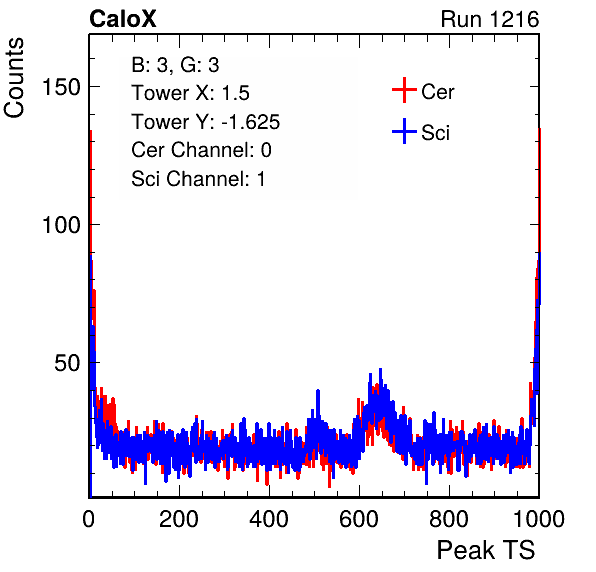 CaloX
Run 1216
Counts
B: 3, G: 3
Tower X: 1.5
Tower Y: -1.625
Cer Channel: 0
Sci Channel: 1
Cer
Sci
150
100
50
0 200 400 600 800 1000
Peak TS